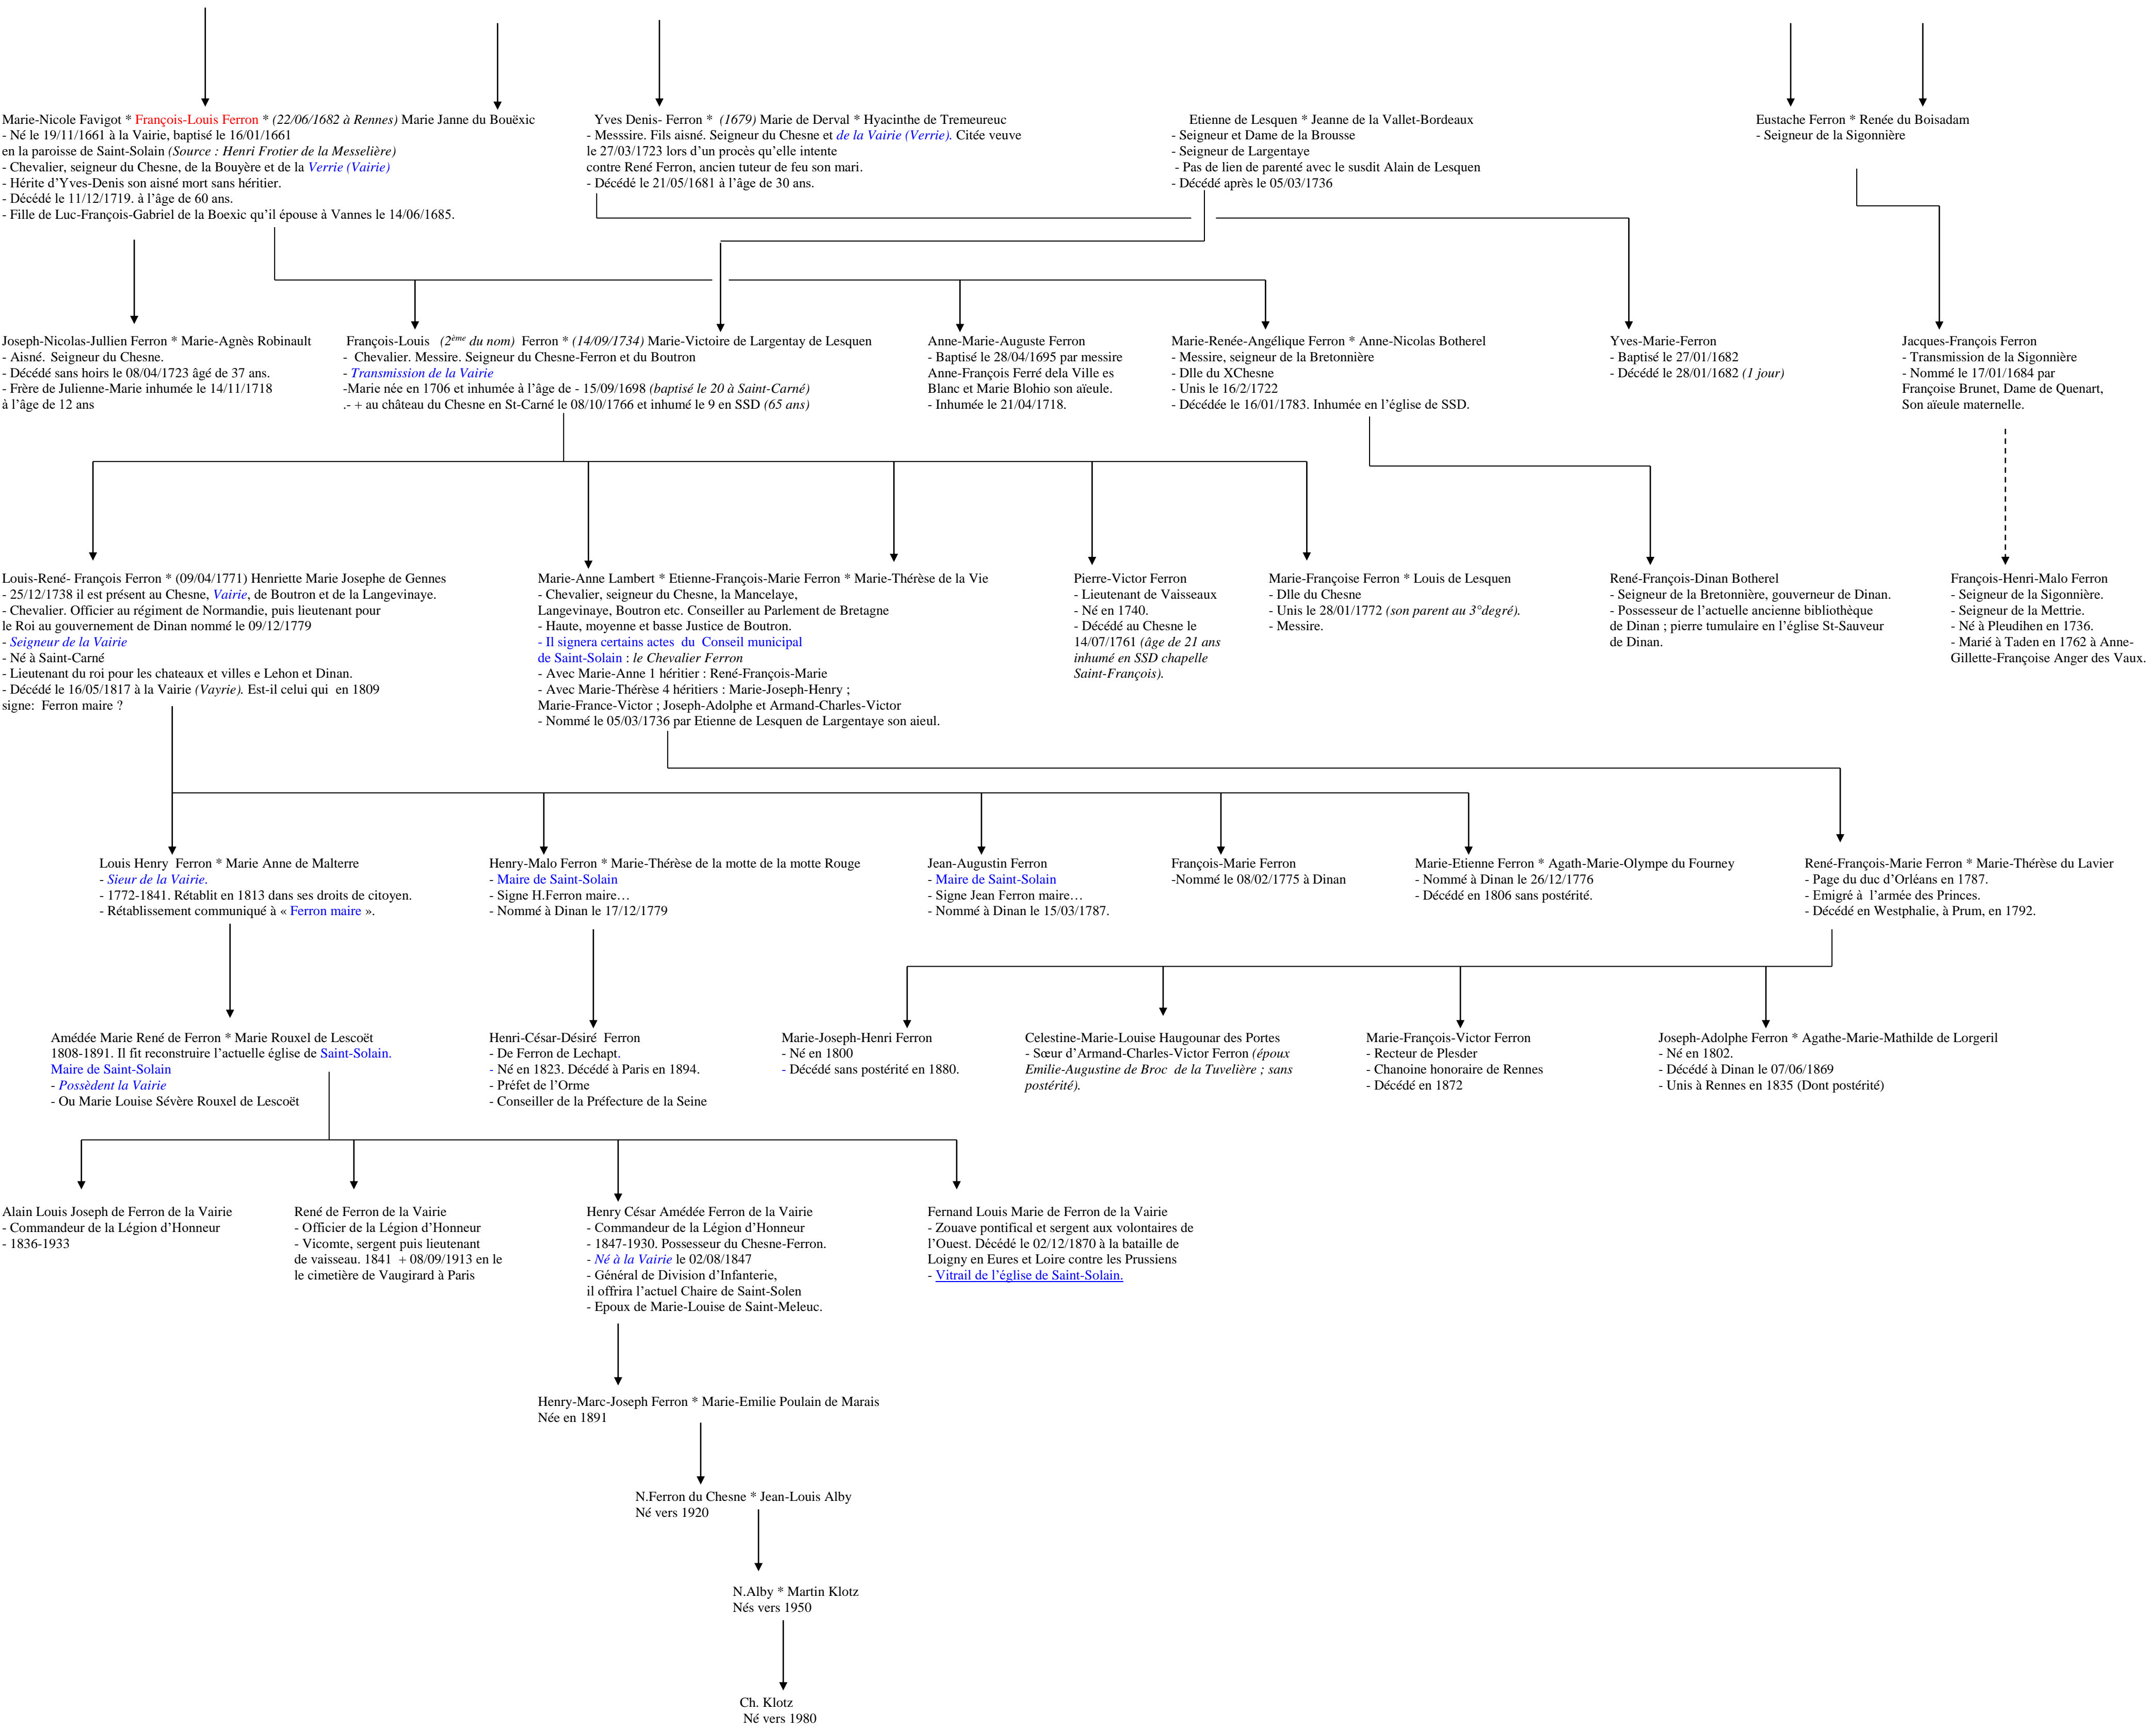 Marie-Nicole Favigot * François-Louis Ferron * (22/06/1682 à Rennes) Marie Janne du Bouëxic
- Né le 19/11/1661 à la Vairie, baptisé le 16/01/1661
en la paroisse de Saint-Solain (Source : Henri Frotier de la Messelière)
- Chevalier, seigneur du Chesne, de la Bouyère et de la Verrie (Vairie)
- Hérite d'Yves-Denis son aisné mort sans héritier.
- Décédé le 11/12/1719. à l'âge de 60 ans.
- Fille de Luc-François-Gabriel de la Boexic qu'il épouse à Vannes le 14/06/1685.
Yves Denis- Ferron * (1679) Marie de Derval * Hyacinthe de Tremeureuc
- Messsire. Fils aisné. Seigneur du Chesne et de la Vairie (Verrie). Citée veuve
le 27/03/1723 lors d'un procès qu'elle intente
contre René Ferron, ancien tuteur de feu son mari.
- Décédé le 21/05/1681 à l'âge de 30 ans.
Etienne de Lesquen * Jeanne de la Vallet-Bordeaux
- Seigneur et Dame de la Brousse
- Seigneur de Largentaye
- Pas de lien de parenté avec le susdit Alain de Lesquen
- Décédé après le 05/03/1736
Eustache Ferron * Renée du Boisadam
- Seigneur de la Sigonnière
Joseph-Nicolas-Jullien Ferron * Marie-Agnès Robinault
- Aisné. Seigneur du Chesne.
- Décédé sans hoirs le 08/04/1723 âgé de 37 ans.
- Frère de Julienne-Marie inhumée le 14/11/1718
à l'âge de 12 ans
François-Louis (2ème du nom) Ferron * (14/09/1734) Marie-Victoire de Largentay de Lesquen
- Chevalier. Messire. Seigneur du Chesne-Ferron et du Boutron
- Transmission de la Vairie
-Marie née en 1706 et inhumée à l'âge de - 15/09/1698 (baptisé le 20 à Saint-Carné)
.- + au château du Chesne en St-Carné le 08/10/1766 et inhumé le 9 en SSD (65 ans)
Anne-Marie-Auguste Ferron
- Baptisé le 28/04/1695 par messire
Anne-François Ferré dela Ville es
Blanc et Marie Blohio son aïeule.
- Inhumée le 21/04/1718.
Marie-Renée-Angélique Ferron * Anne-Nicolas Botherel
- Messire, seigneur de la Bretonnière
- Dlle du XChesne
- Unis le 16/2/1722
- Décédée le 16/01/1783. Inhumée en l'église de SSD.
Yves-Marie-Ferron
- Baptisé le 27/01/1682
- Décédé le 28/01/1682 (1 jour)
Jacques-François Ferron
- Transmission de la Sigonnière
- Nommé le 17/01/1684 par
Françoise Brunet, Dame de Quenart,
Son aïeule maternelle.
Louis-René- François Ferron * (09/04/1771) Henriette Marie Josephe de Gennes
- 25/12/1738 il est présent au Chesne, Vairie, de Boutron et de la Langevinaye.
- Chevalier. Officier au régiment de Normandie, puis lieutenant pour
le Roi au gouvernement de Dinan nommé le 09/12/1779
- Seigneur de la Vairie
- Né à Saint-Carné
- Lieutenant du roi pour les chateaux et villes e Lehon et Dinan.
- Décédé le 16/05/1817 à la Vairie (Vayrie). Est-il celui qui en 1809
signe: Ferron maire ?
Marie-Anne Lambert * Etienne-François-Marie Ferron * Marie-Thérèse de la Vie
- Chevalier, seigneur du Chesne, la Mancelaye,
Langevinaye, Boutron etc. Conseiller au Parlement de Bretagne
- Haute, moyenne et basse Justice de Boutron.
- Il signera certains actes du Conseil municipal
de Saint-Solain : le Chevalier Ferron
- Avec Marie-Anne 1 héritier : René-François-Marie
- Avec Marie-Thérèse 4 héritiers : Marie-Joseph-Henry ;
Marie-France-Victor ; Joseph-Adolphe et Armand-Charles-Victor
- Nommé le 05/03/1736 par Etienne de Lesquen de Largentaye son aieul.
Pierre-Victor Ferron
- Lieutenant de Vaisseaux
- Né en 1740.
- Décédé au Chesne le
14/07/1761 (âge de 21 ans
inhumé en SSD chapelle
Saint-François).
Marie-Françoise Ferron * Louis de Lesquen
- Dlle du Chesne
- Unis le 28/01/1772 (son parent au 3°degré).
- Messire.
René-François-Dinan Botherel
- Seigneur de la Bretonnière, gouverneur de Dinan.
- Possesseur de l'actuelle ancienne bibliothèque
de Dinan ; pierre tumulaire en l'église St-Sauveur
de Dinan.
François-Henri-Malo Ferron
- Seigneur de la Sigonnière.
- Seigneur de la Mettrie.
- Né à Pleudihen en 1736.
- Marié à Taden en 1762 à Anne-
Gillette-Françoise Anger des Vaux.
Louis Henry Ferron * Marie Anne de Malterre
- Sieur de la Vairie.
- 1772-1841. Rétablit en 1813 dans ses droits de citoyen.
- Rétablissement communiqué à « Ferron maire ».
Henry-Malo Ferron * Marie-Thérèse de la motte de la motte Rouge
- Maire de Saint-Solain
- Signe H.Ferron maire…
- Nommé à Dinan le 17/12/1779
Jean-Augustin Ferron
- Maire de Saint-Solain
- Signe Jean Ferron maire…
- Nommé à Dinan le 15/03/1787.
François-Marie Ferron
-Nommé le 08/02/1775 à Dinan
Marie-Etienne Ferron * Agath-Marie-Olympe du Fourney
- Nommé à Dinan le 26/12/1776
- Décédé en 1806 sans postérité.
René-François-Marie Ferron * Marie-Thérèse du Lavier
- Page du duc d'Orléans en 1787.
- Emigré à l'armée des Princes.
- Décédé en Westphalie, à Prum, en 1792.
Amédée Marie René de Ferron * Marie Rouxel de Lescoët
1808-1891. Il fit reconstruire l'actuelle église de Saint-Solain.
Maire de Saint-Solain
- Possèdent la Vairie
- Ou Marie Louise Sévère Rouxel de Lescoët
Henri-César-Désiré Ferron
- De Ferron de Lechapt.
- Né en 1823. Décédé à Paris en 1894.
- Préfet de l'Orme
- Conseiller de la Préfecture de la Seine
Marie-Joseph-Henri Ferron
- Né en 1800
- Décédé sans postérité en 1880.
Celestine-Marie-Louise Haugounar des Portes
- Sœur d'Armand-Charles-Victor Ferron (époux
Emilie-Augustine de Broc de la Tuvelière ; sans
postérité).
Marie-François-Victor Ferron
- Recteur de Plesder
- Chanoine honoraire de Rennes
- Décédé en 1872
Joseph-Adolphe Ferron * Agathe-Marie-Mathilde de Lorgeril
- Né en 1802.
- Décédé à Dinan le 07/06/1869
- Unis à Rennes en 1835 (Dont postérité)
Alain Louis Joseph de Ferron de la Vairie
- Commandeur de la Légion d'Honneur
- 1836-1933
René de Ferron de la Vairie
- Officier de la Légion d'Honneur
- Vicomte, sergent puis lieutenant
de vaisseau. 1841 + 08/09/1913 en le
le cimetière de Vaugirard à Paris
Henry César Amédée Ferron de la Vairie
- Commandeur de la Légion d'Honneur
- 1847-1930. Possesseur du Chesne-Ferron.
- Né à la Vairie le 02/08/1847
- Général de Division d'Infanterie,
il offrira l'actuel Chaire de Saint-Solen
- Epoux de Marie-Louise de Saint-Meleuc.
Fernand Louis Marie de Ferron de la Vairie
- Zouave pontifical et sergent aux volontaires de
l'Ouest. Décédé le 02/12/1870 à la bataille de
Loigny en Eures et Loire contre les Prussiens
- Vitrail de l'église de Saint-Solain.
Henry-Marc-Joseph Ferron * Marie-Emilie Poulain de Marais
Née en 1891
N.Ferron du Chesne * Jean-Louis Alby
Né vers 1920
N.Alby * Martin Klotz
Nés vers 1950
Ch. Klotz
Né vers 1980